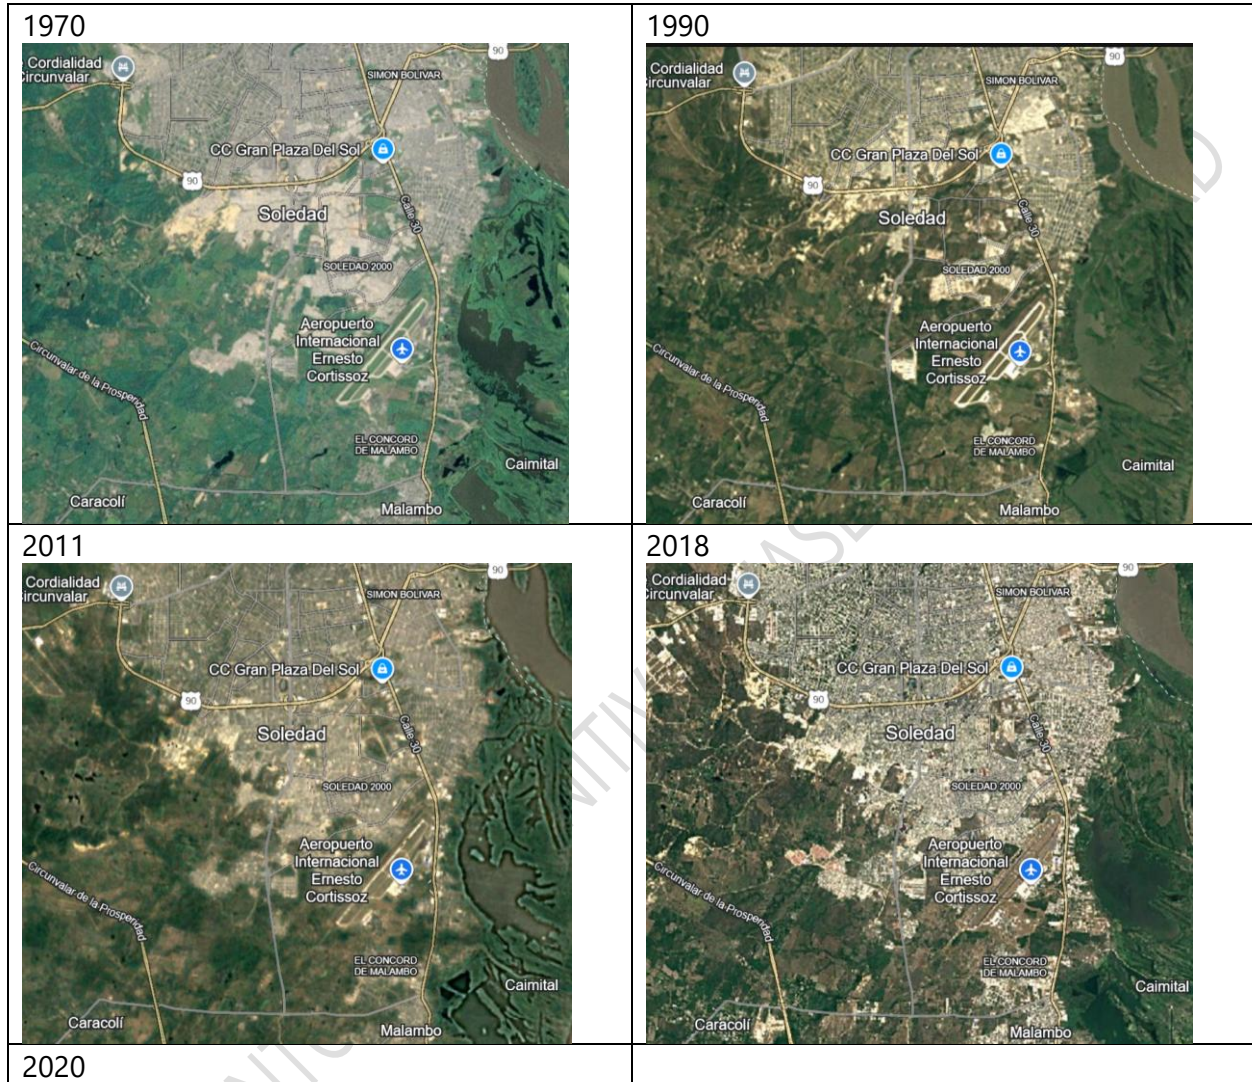 1970
Cordialidad
Circunvalar
90
SIMON BOLIVAR
CC Gran Plaza Del Sol
90
Calle 30
Soledad
SOLEDAD 2000
Aeropuerto
Internacional
Ernesto
Cortissoz
Circunvalar de la Prosperidad
EL CONCORD
DE MALAMBO
Caimital
Caracolí
Malambo
1990
Cordialidad
Circunvalar
90
SIMON BOLIVAR
CC Gran Plaza Del Sol
90
Calle 30
Soledad
SOLEDAD 2000
Aeropuerto
Internacional
Ernesto
Cortissoz
Circunvalar de la Prosperidad
EL CONCORD
DE MALAMBO
Caimital
Caracolí
Malambo
2011
Cordialidad
Circunvalar
90
SIMON BOLIVAR
CC Gran Plaza Del Sol
90
Calle 30
Soledad
SOLEDAD 2000
Aeropuerto
Internacional
Ernesto
Cortissoz
Circunvalar de la Prosperidad
EL CONCORD
DE MALAMBO
Caimital
Caracolí
Malambo
2018
Cordialidad
Circunvalar
90
SIMON BOLIVAR
CC Gran Plaza Del Sol
90
Calle 30
Soledad
SOLEDAD 2000
Aeropuerto
Internacional
Ernesto
Cortissoz
Circunvalar de la Prosperidad
EL CONCORD
DE MALAMBO
Caimital
Caracolí
Malambo
2020